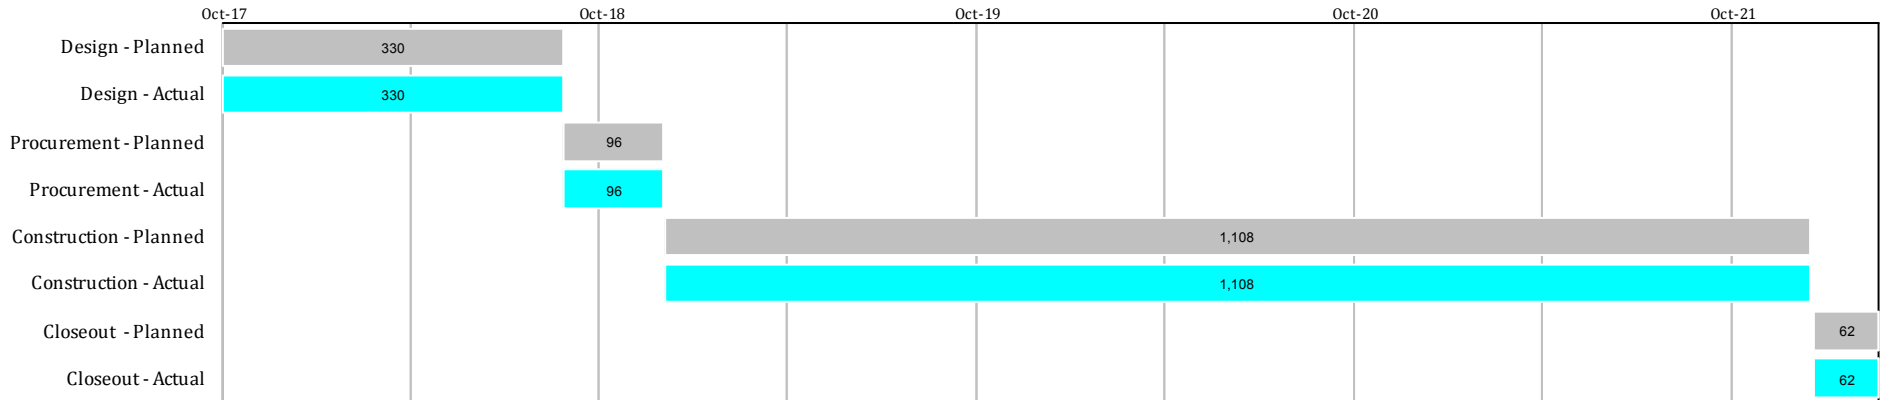 Oct-17 Oct-18 Oct-19 Oct-20 Oct-21
Design - Planned 330
Design - Actual 330
Procurement - Planned 96
Procurement - Actual 96
Construction - Planned 1,108
Construction - Actual 1,108
Closeout - Planned 62
Closeout - Actual 62